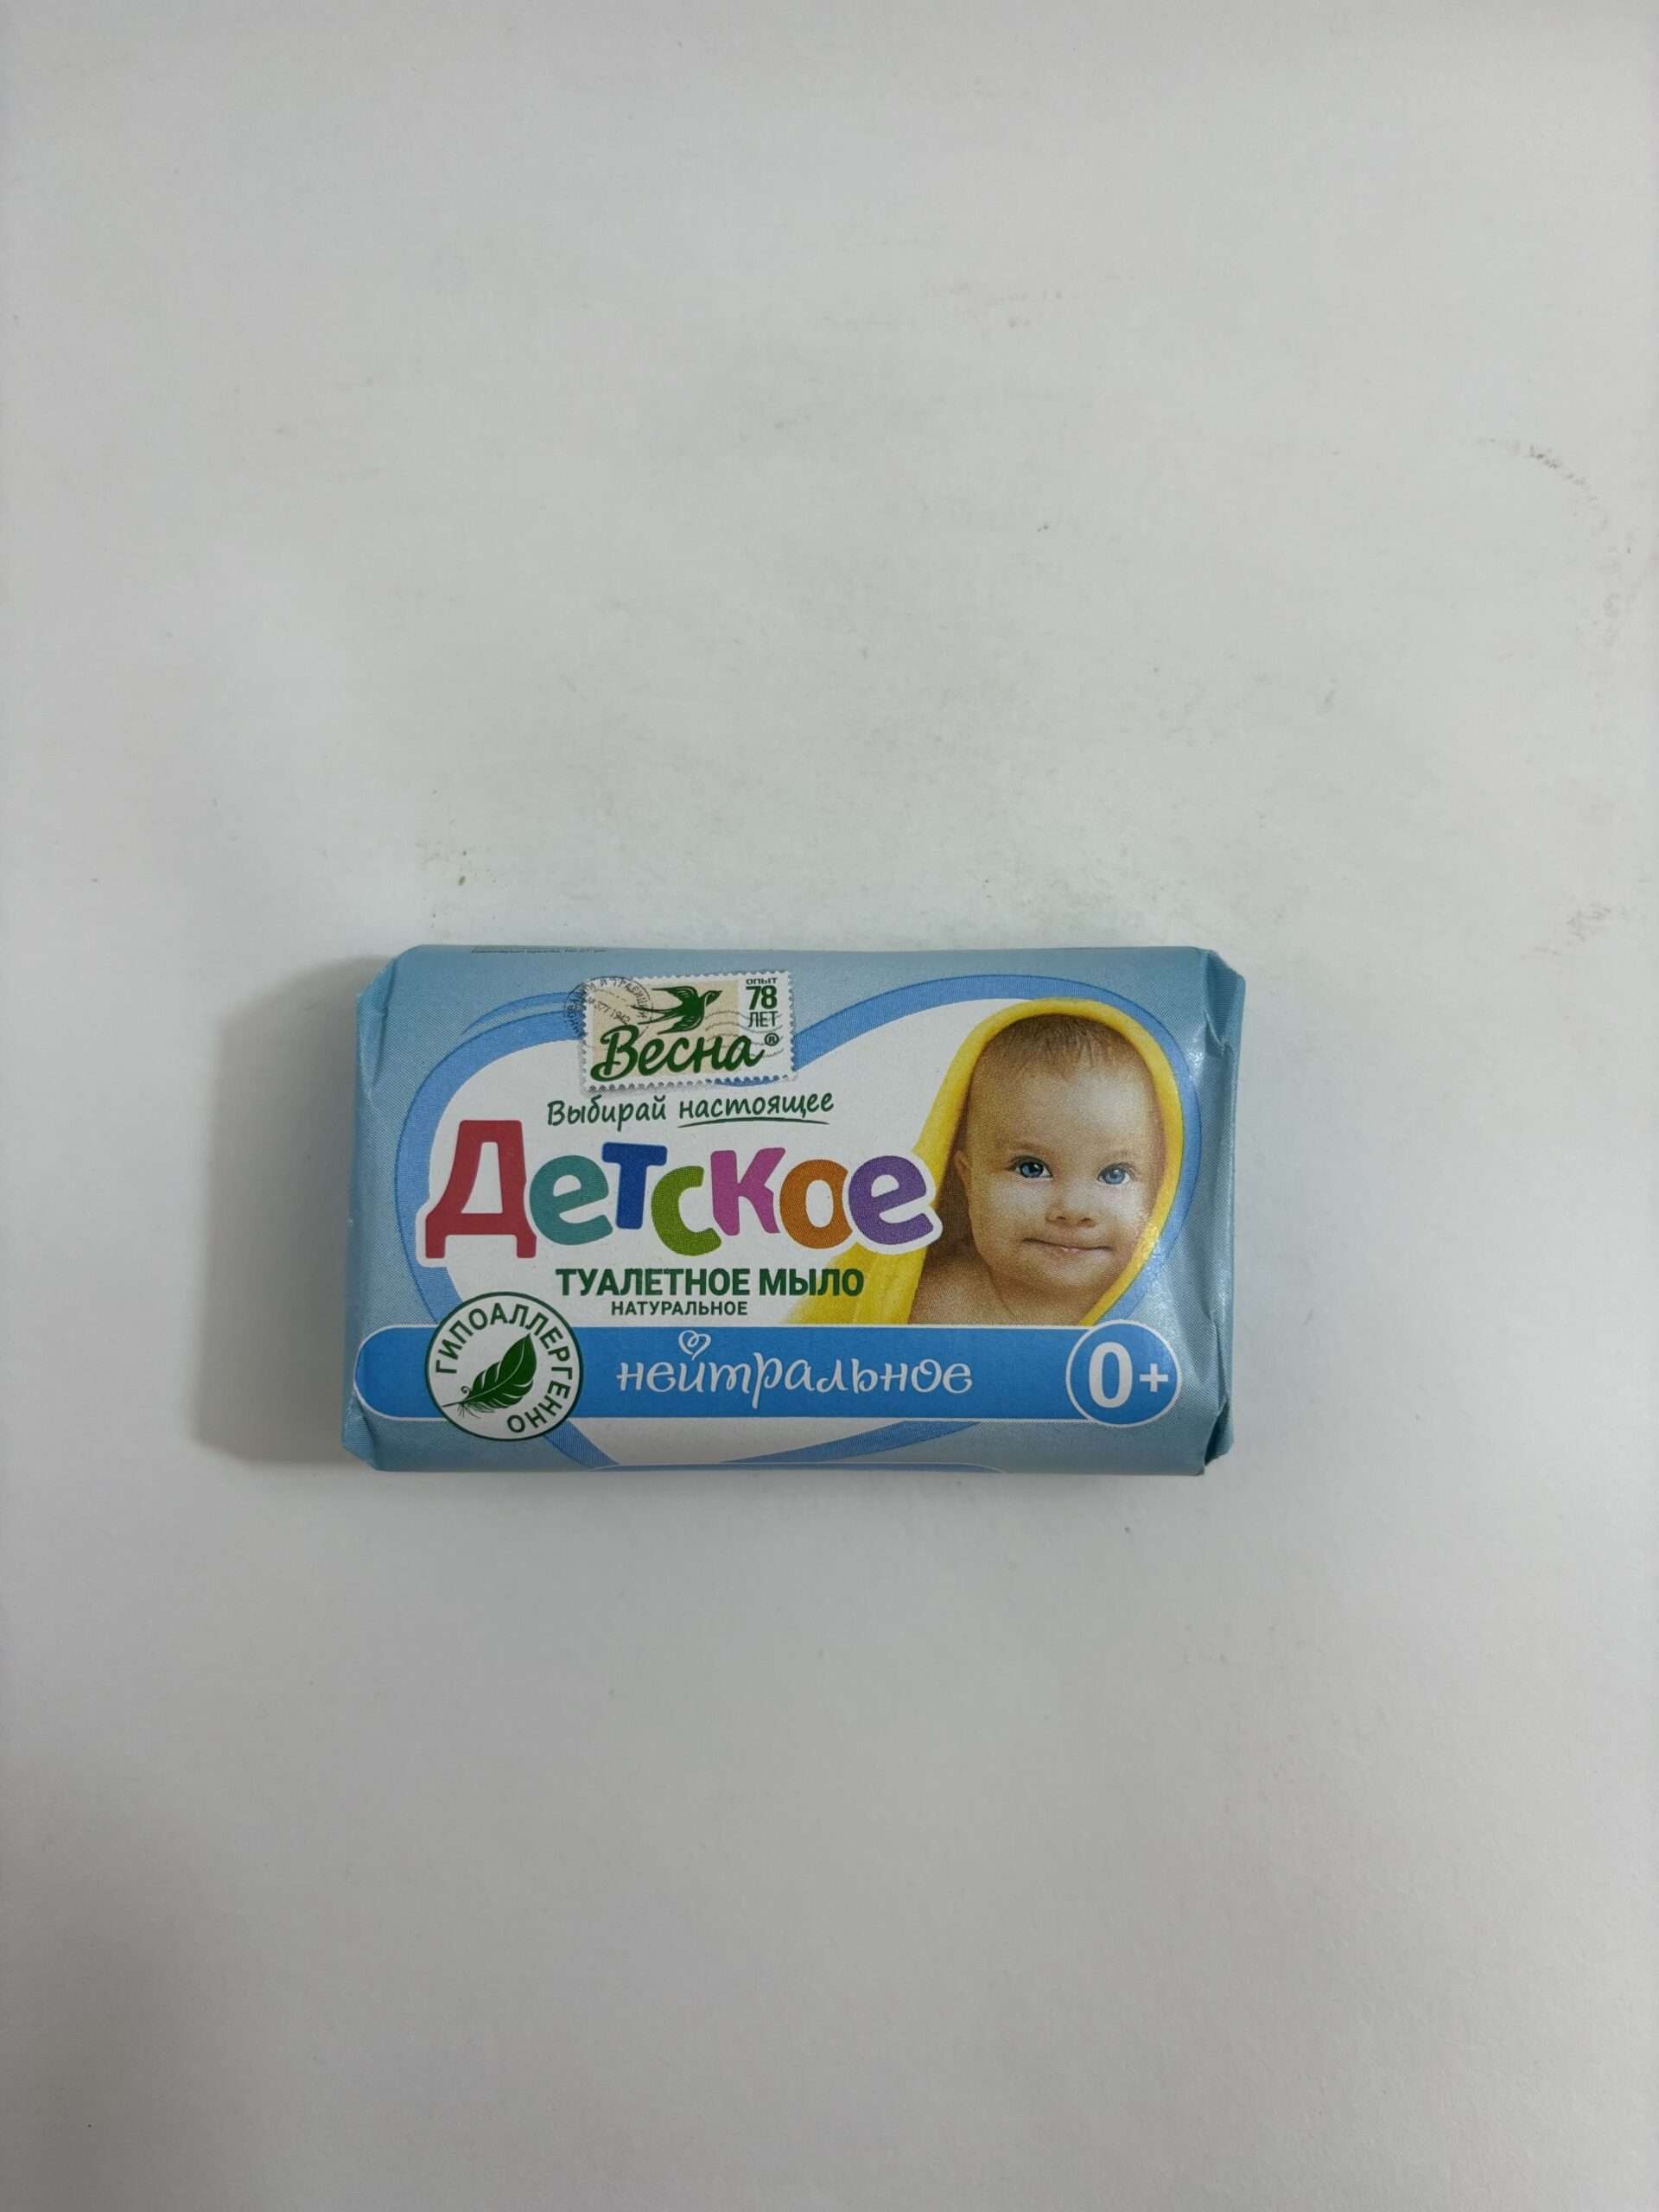 ОПЫТ
78
ЛЕТ
Весна®
Выбирай настоящее
Детское
ТУАЛЕТНОЕ МЫЛО
НАТУРАЛЬНОЕ
ГИПОАЛЛЕРГЕННО
нейтральное
0+